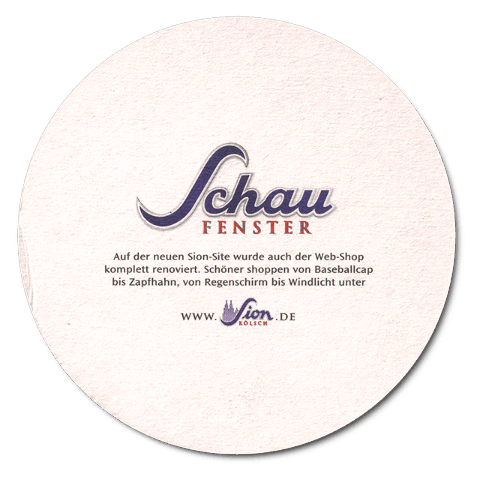 Schau
FENSTER
Auf der neuen Sion-Site wurde auch der Web-Shop
komplett renoviert. Schöner shoppen von Baseballcap
bis Zapfhahn, von Regenschirm bis Windlicht unter
WWW. Sion .DE
KÖLSCH